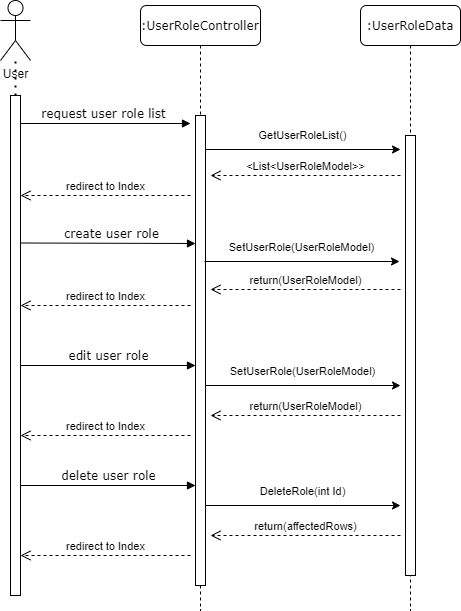 :UserRoleController
:UserRoleData
User
request user role list
GetUserRoleList()
<List<UserRoleModel>>
redirect to Index
create user role
SetUserRole(UserRoleModel)
return(UserRoleModel)
redirect to Index
edit user role
SetUserRole(UserRoleModel)
return(UserRoleModel)
redirect to Index
delete user role
DeleteRole(int Id)
return(affectedRows)
redirect to Index